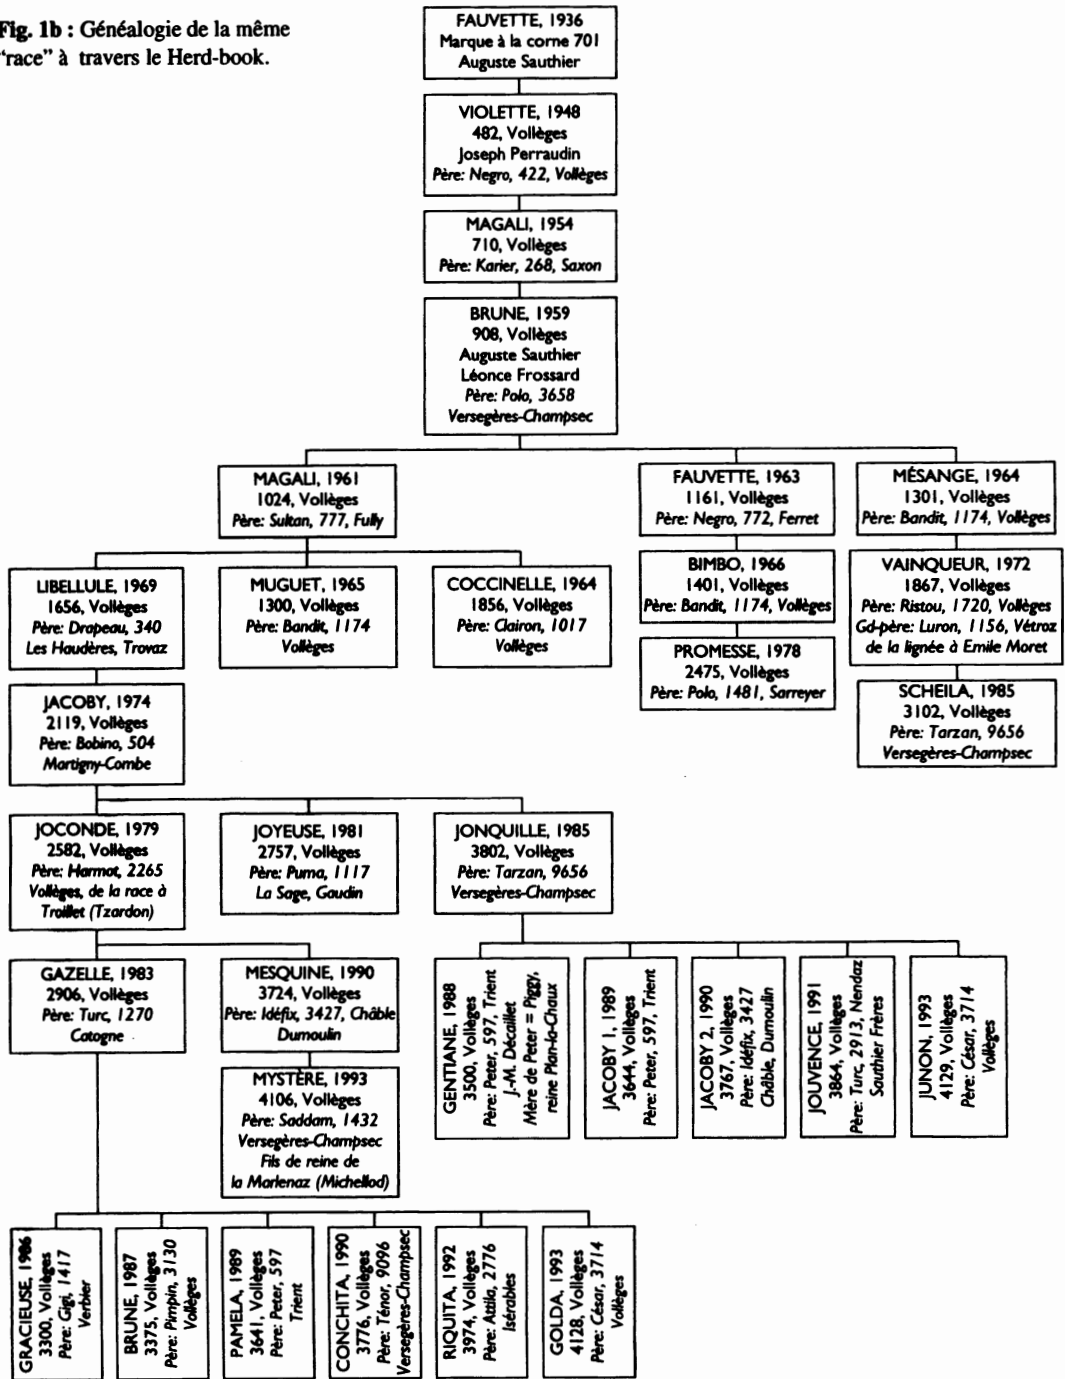 Fig. 1b : Généalogie de la même
"race" à travers le Herd-book.
FAUVETTE, 1936
Marque à la corne 701
Auguste Sauthier
VIOLETTE, 1948
482, Vollèges
Joseph Perraudin
Père: Negro, 422, Vollèges
MAGALI, 1954
710, Vollèges
Père: Karier, 268, Saxon
BRUNE, 1959
908, Vollèges
Auguste Sauthier
Léonce Frossard
Père: Polo, 3658
Versegères-Champsec
MAGALI, 1961
1024, Vollèges
Père: Sultan, 777, Fully
FAUVETTE, 1963
1161, Vollèges
Père: Negro, 772, Ferret
MÉSANGE, 1964
1301, Vollèges
Père: Bandit, 1174, Vollèges
LIBELLULE, 1969
1656, Vollèges
Père: Drapeau, 340
Les Haudères, Trovaz
MUGUET, 1965
1300, Vollèges
Père: Bandit, 1174
Vollèges
COCCINELLE, 1964
1856, Vollèges
Père: Clairon, 1017
Vollèges
BIMBO, 1966
1401, Vollèges
Père: Bandit, 1174, Vollèges
VAINQUEUR, 1972
1867, Vollèges
Père: Ristou, 1720, Vollèges
Gd-père: Luron, 1156, Vétroz
de la lignée à Emile Moret
PROMESSE, 1978
2475, Vollèges
Père: Polo, 1481, Sarreyer
SCHEILA, 1985
3102, Vollèges
Père: Tarzan, 9656
Versegères-Champsec
JACOBY, 1974
2119, Vollèges
Père: Bobino, 504
Martigny-Combe
JOCONDE, 1979
2582, Vollèges
Père: Harmot, 2265
Vollèges, de la race à
Troillet (Tzardon)
JOYEUSE, 1981
2757, Vollèges
Père: Puma, 1117
La Sage, Gaudin
JONQUILLE, 1985
3802, Vollèges
Père: Tarzan, 9656
Versegères-Champsec
GAZELLE, 1983
2906, Vollèges
Père: Turc, 1270
Catogne
MESQUINE, 1990
3724, Vollèges
Père: Idéfix, 3427, Châble
Dumoulin
MYSTÈRE, 1993
4106, Vollèges
Père: Saddam, 1432
Versegères-Champsec
Fils de reine de
la Marlenaz (Michellod)
GENTIANE, 1988
3500, Vollèges
Père: Peter, 597, Trient
J.-M. Décaillet
Mère de Peter = Piggy,
reine Plan-la-Chaux
JACOBY 1, 1989
3644, Vollèges
Père: Peter, 597, Trient
JACOBY 2, 1990
3767, Vollèges
Père: Idéfix, 3427
Châble, Dumoulin
JOUVENCE, 1991
3864, Vollèges
Père: Turc, 2913, Nendaz
Sauthier Frères
JUNON, 1993
4129, Vollèges
Père: César, 3714
Vollèges
GRACIEUSE, 1986
3300, Vollèges
Père: Gigi, 1417
Verbier
BRUNE, 1987
3375, Vollèges
Père: Pimpin, 3130
Vollèges
PAMELA, 1989
3641, Vollèges
Père: Peter, 597
Trient
CONCHITA, 1990
3776, Vollèges
Père: Ténor, 9096
Versegères-Champsec
RIQUITA, 1992
3974, Vollèges
Père: Attila, 2776
Isérables
GOLDA, 1993
4128, Vollèges
Père: César, 3714
Vollèges